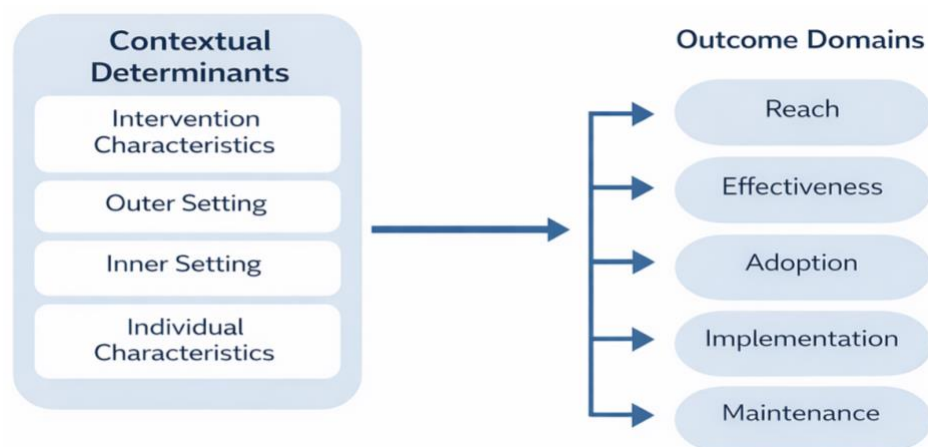 Contextual
Determinants
Intervention
Characteristics
Outer Setting
Inner Setting
Individual
Characteristics
Outcome Domains
Reach
Effectiveness
Adoption
Implementation
Maintenance